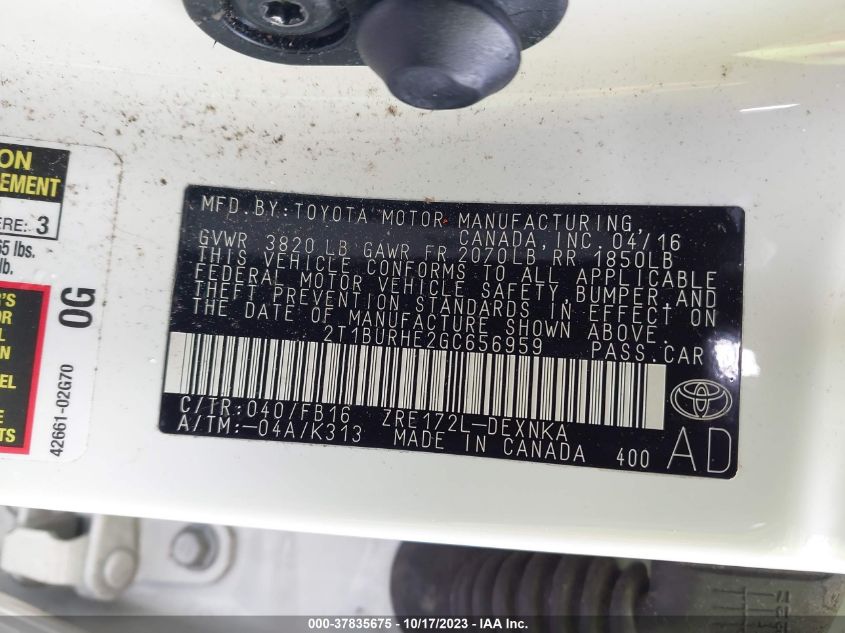 ON
EMENT
ERE: 3
65 lbs.
lb.
R'S
OG
42661-02G70
MFD.BY:TOYOTA MOTOR MANUFACTURING,
CANADA,INC. 04/16
GVWR 3820 LB GAWR FR 2070LB RR 1850LB
THIS VEHICLE CONFORMS TO ALL APPLICABLE
FEDERAL MOTOR VEHICLE SAFETY,BUMPER,AND
THEFT PREVENTION STANDARDS IN EFFECT ON
THE DATE OF MANUFACTURE SHOWN ABOVE.
2T1BURHE2GC656959 PASS.CAR
C/TR:040/FB16 ZRE172L-DEXNKA
A/TM:-04A/K313 MADE IN CANADA 400
AD
000-37835675 - 10/17/2023 - © IAA, Inc.